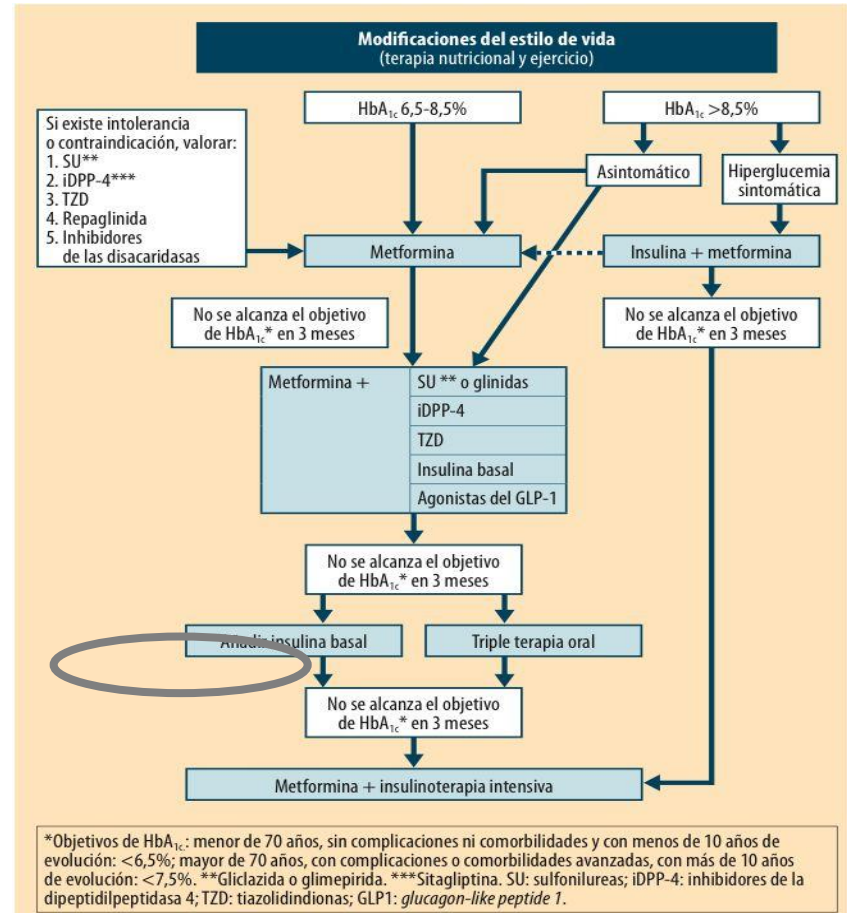 Modificaciones del estilo de vida
(terapia nutricional y ejercicio)
HbA1c 6,5-8,5%
HbA1c >8,5%
Si existe intolerancia
o contraindicación, valorar:
1. SU**
2. iDPP-4***
3. TZD
4. Repaglinida
5. Inhibidores
de las disacaridasas
Asintomático
Hiperglucemia
sintomática
Metformina
Insulina + metformina
No se alcanza el objetivo
de HbA1c* en 3 meses
No se alcanza el objetivo
de HbA1c* en 3 meses
Metformina +
SU ** o glinidas
iDPP-4
TZD
Insulina basal
Agonistas del GLP-1
No se alcanza el objetivo
de HbA1c* en 3 meses
Añadir insulina basal
Triple terapia oral
No se alcanza el objetivo
de HbA1c* en 3 meses
Metformina + insulinoterapia intensiva
*Objetivos de HbA1c: menor de 70 años, sin complicaciones ni comorbilidades y con menos de 10 años de
evolución: <6,5%; mayor de 70 años, con complicaciones o comorbilidades avanzadas, con más de 10 años
de evolución: <7,5%. **Gliclazida o glimepirida. ***Sitagliptina. SU: sulfonilureas; iDPP-4: inhibidores de la
dipeptidilpeptidasa 4; TZD: tiazolidindionas; GLP1: glucagon-like peptide 1.